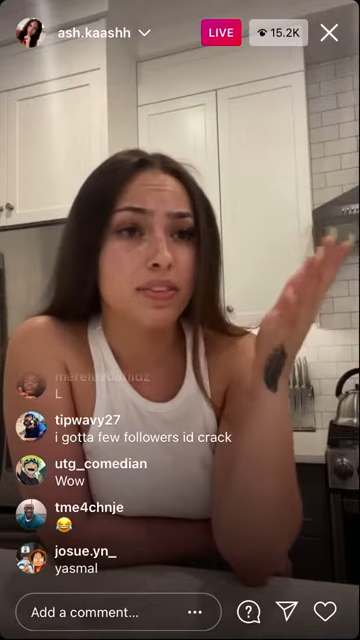 ash.kaashh
LIVE
15.2K
L
tipwavy27
i gotta few followers id crack
utg_comedian
Wow
tme4chnje
😂
josue.yn_
yasmal
Add a comment...